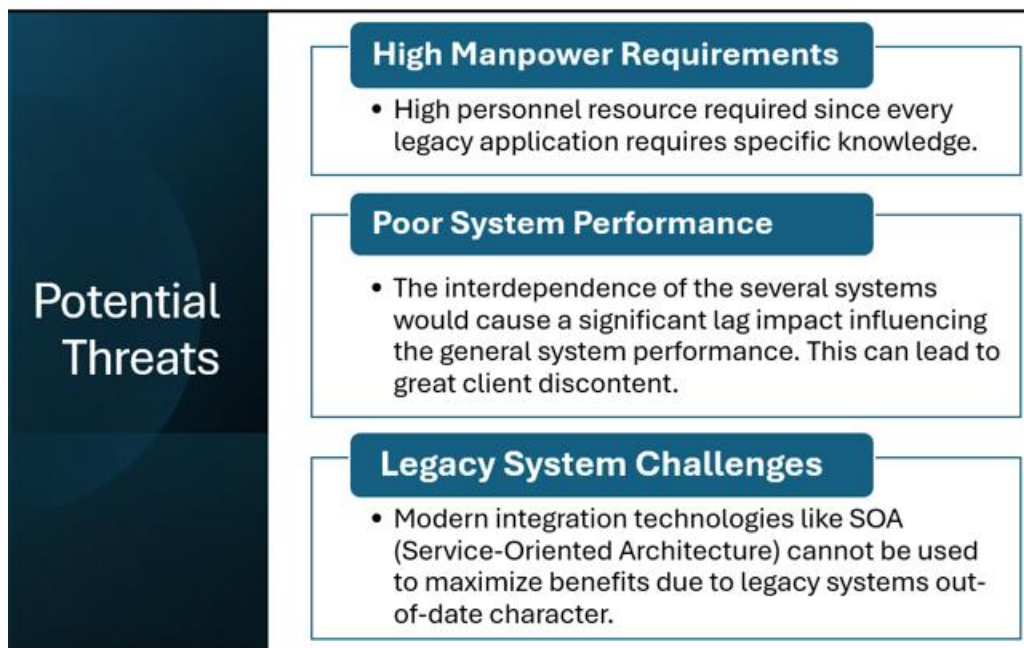 Potential
Threats
High Manpower Requirements
• High personnel resource required since every
legacy application requires specific knowledge.
Poor System Performance
• The interdependence of the several systems
would cause a significant lag impact influencing
the general system performance. This can lead to
great client discontent.
Legacy System Challenges
• Modern integration technologies like SOA
(Service-Oriented Architecture) cannot be used
to maximize benefits due to legacy systems out-
of-date character.